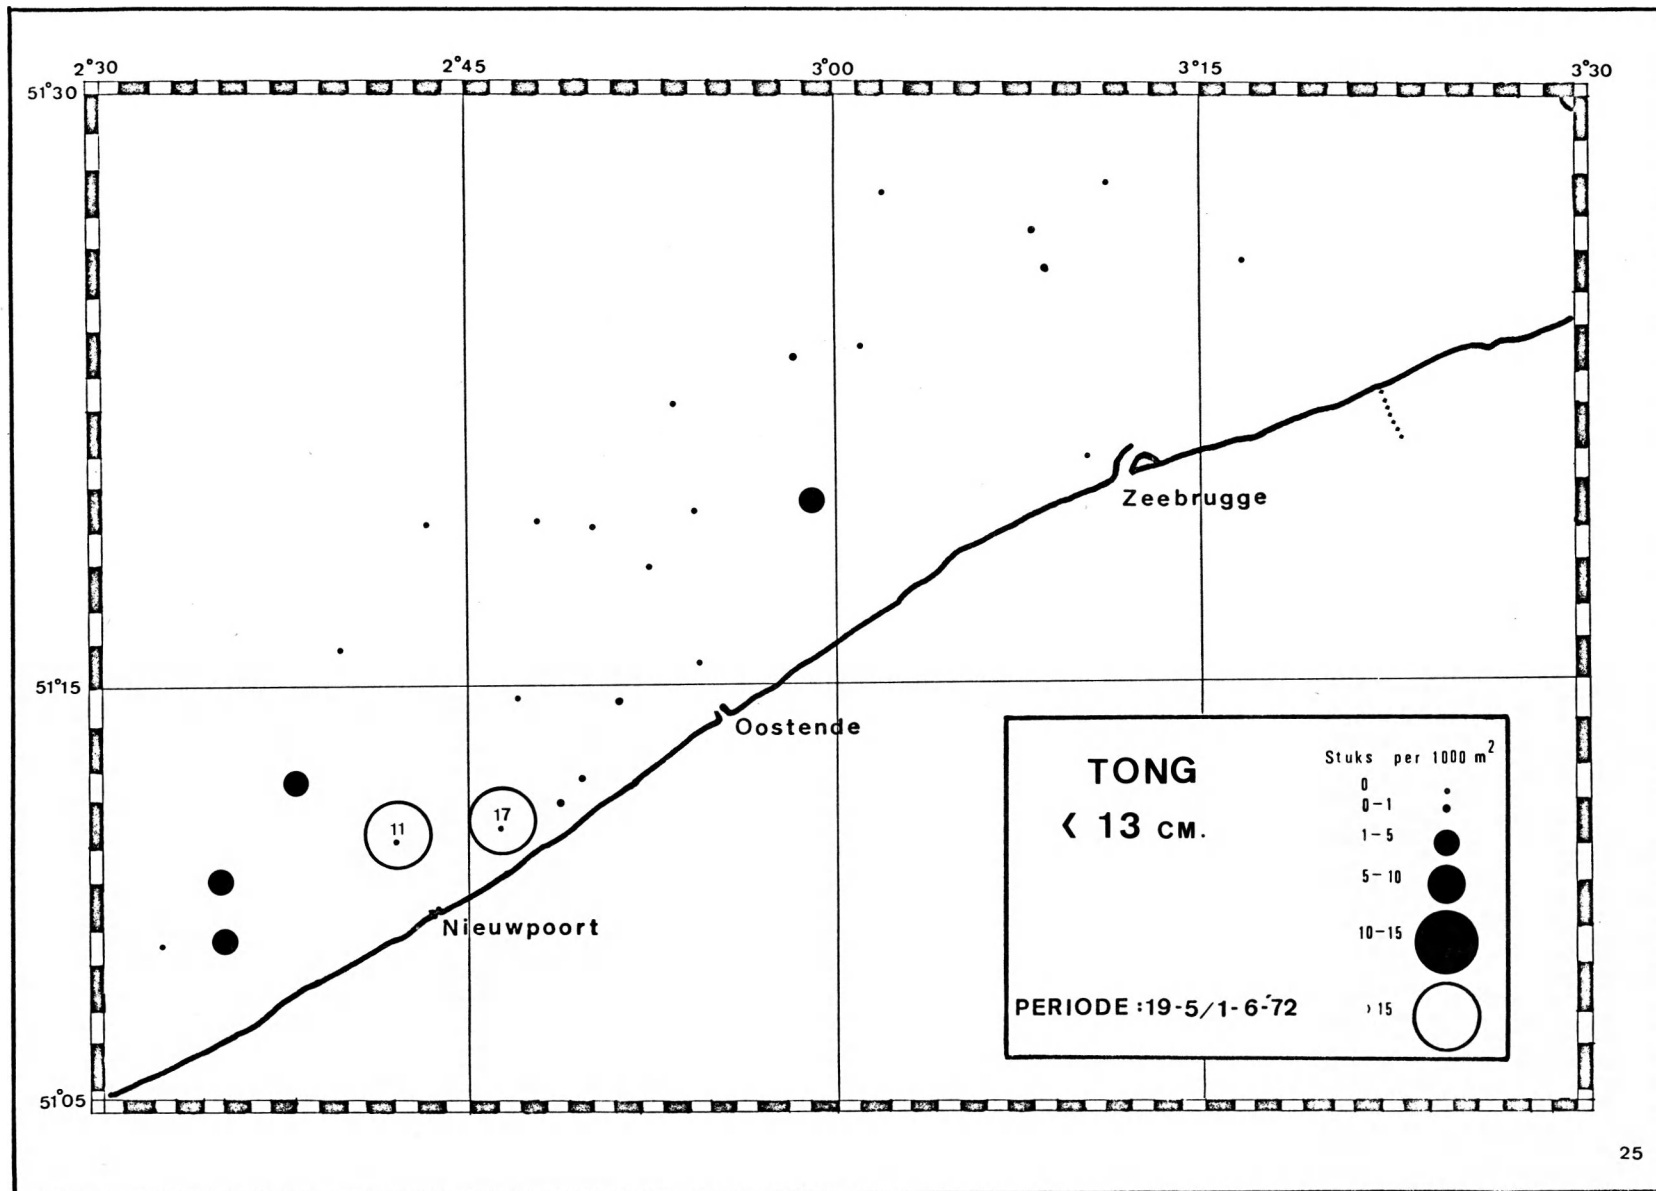 2°30
2°45
3°00
3°15
3°30
51°30
51°15
51°05
Zeebrugge
Oostende
Nieuwpoort
11
17
TONG
< 13 CM.
PERIODE :19-5/1-6-'72
Stuks per 1000 m²
0
0-1
1-5
5-10
10-15
>15
25